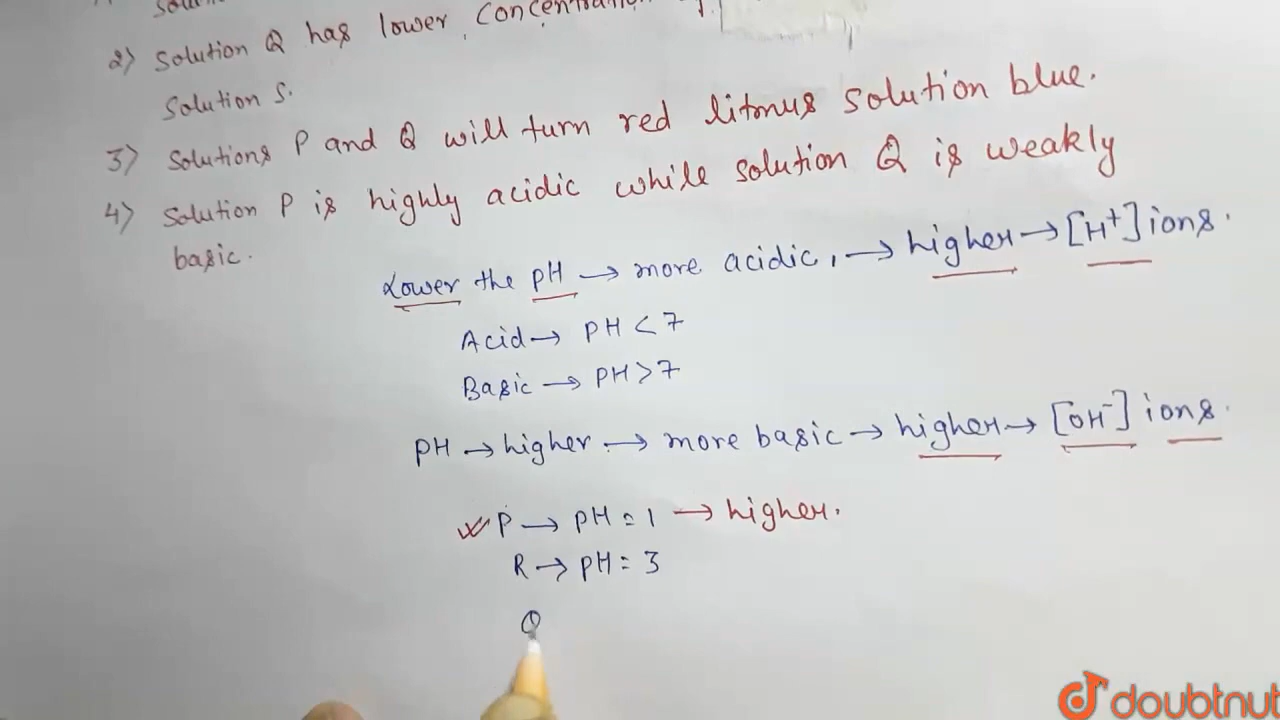 2) Solution Q has lower concentration
Solution S.
3) Solutions P and Q will turn red litmus solution blue.
4) Solution P is highly acidic while solution Q is weakly
basic.
Lower the pH → more acidic, → higher → [H⁺] ions.
Acid → pH < 7
Basic → pH > 7
pH → higher → more basic → higher → [OH⁻] ions.
P → pH = 1 → higher.
R → pH = 3
Q
doubtnut